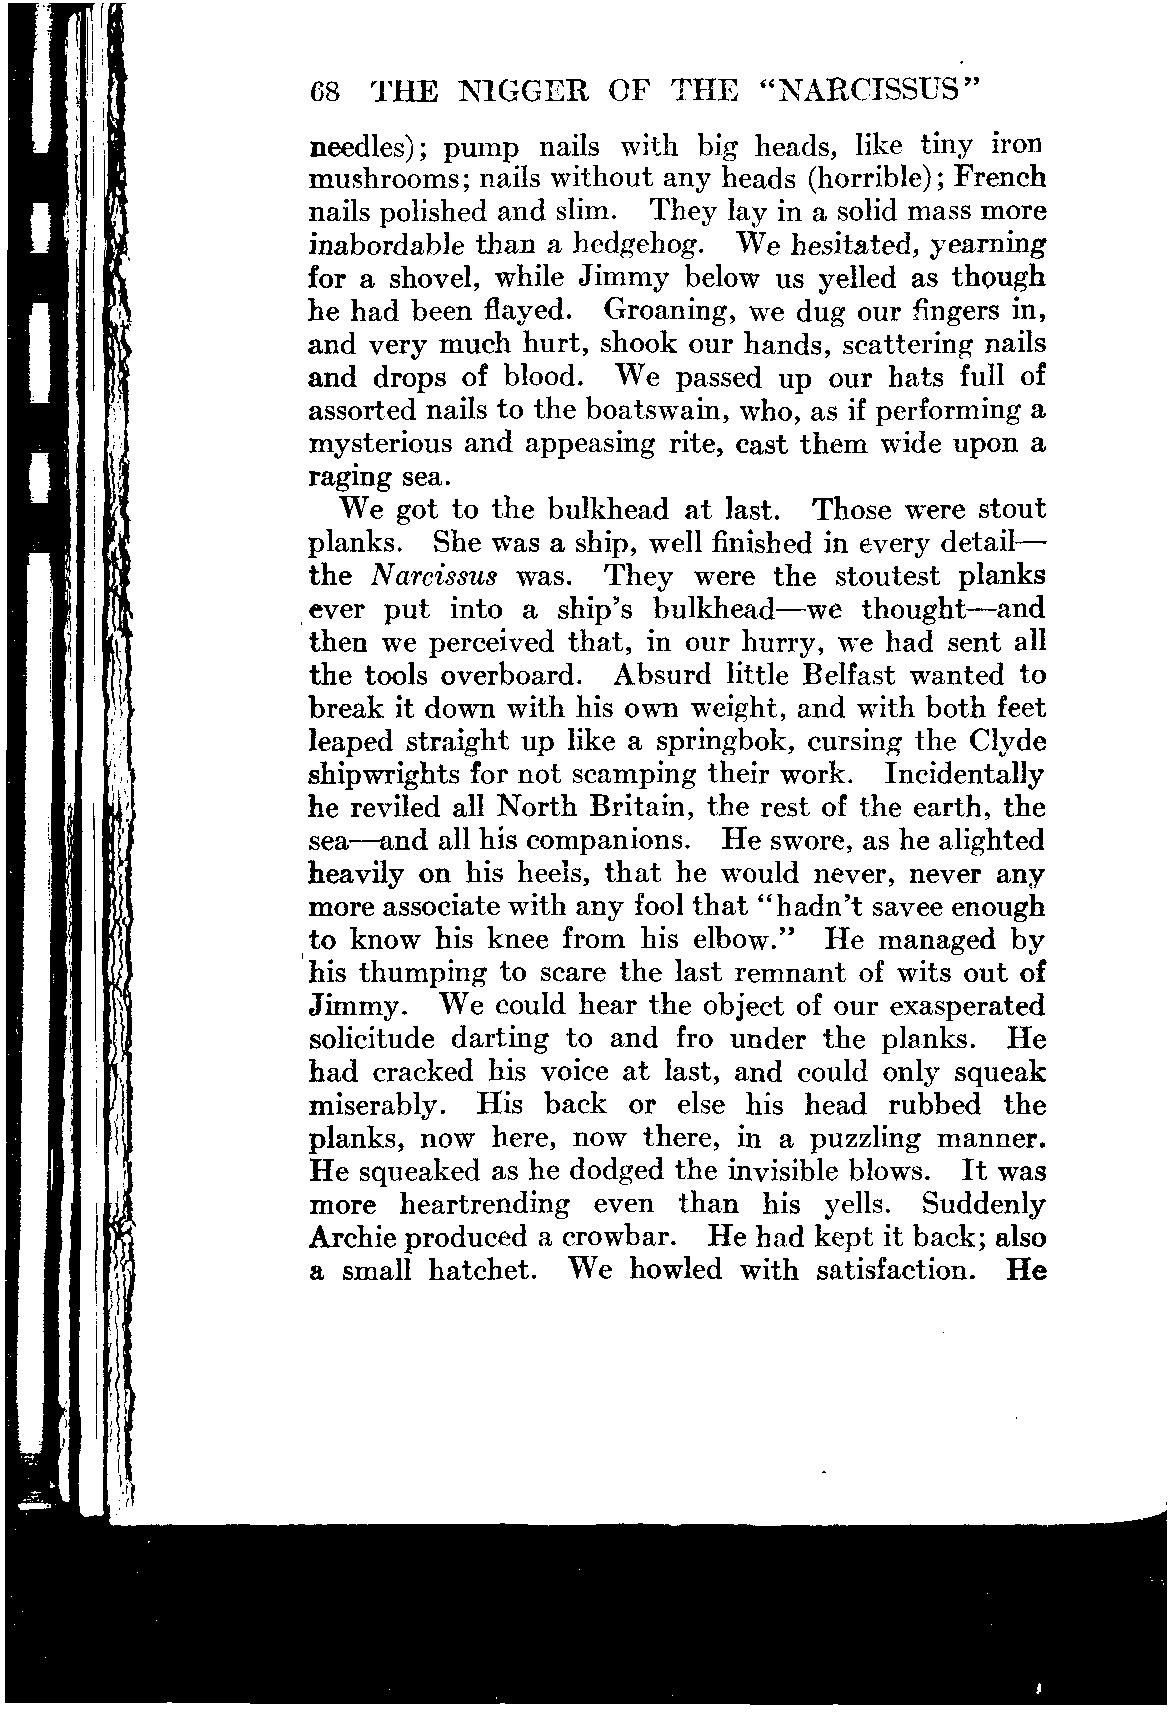 68 THE NIGGER OF THE “NARCISSUS”
needles); pump nails with big heads, like tiny iron
mushrooms; nails without any heads (horrible); French
nails polished and slim. They lay in a solid mass more
inabordable than a hedgehog. We hesitated, yearning
for a shovel, while Jimmy below us yelled as though
he had been flayed. Groaning, we dug our fingers in,
and very much hurt, shook our hands, scattering nails
and drops of blood. We passed up our hats full of
assorted nails to the boatswain, who, as if performing a
mysterious and appeasing rite, cast them wide upon a
raging sea.
We got to the bulkhead at last. Those were stout
planks. She was a ship, well finished in every detail—
the Narcissus was. They were the stoutest planks
ever put into a ship’s bulkhead—we thought—and
then we perceived that, in our hurry, we had sent all
the tools overboard. Absurd little Belfast wanted to
break it down with his own weight, and with both feet
leaped straight up like a springbok, cursing the Clyde
shipwrights for not scamping their work. Incidentally
he reviled all North Britain, the rest of the earth, the
sea—and all his companions. He swore, as he alighted
heavily on his heels, that he would never, never any
more associate with any fool that “hadn’t savee enough
to know his knee from his elbow.” He managed by
his thumping to scare the last remnant of wits out of
Jimmy. We could hear the object of our exasperated
solicitude darting to and fro under the planks. He
had cracked his voice at last, and could only squeak
miserably. His back or else his head rubbed the
planks, now here, now there, in a puzzling manner.
He squeaked as he dodged the invisible blows. It was
more heartrending even than his yells. Suddenly
Archie produced a crowbar. He had kept it back; also
a small hatchet. We howled with satisfaction. He